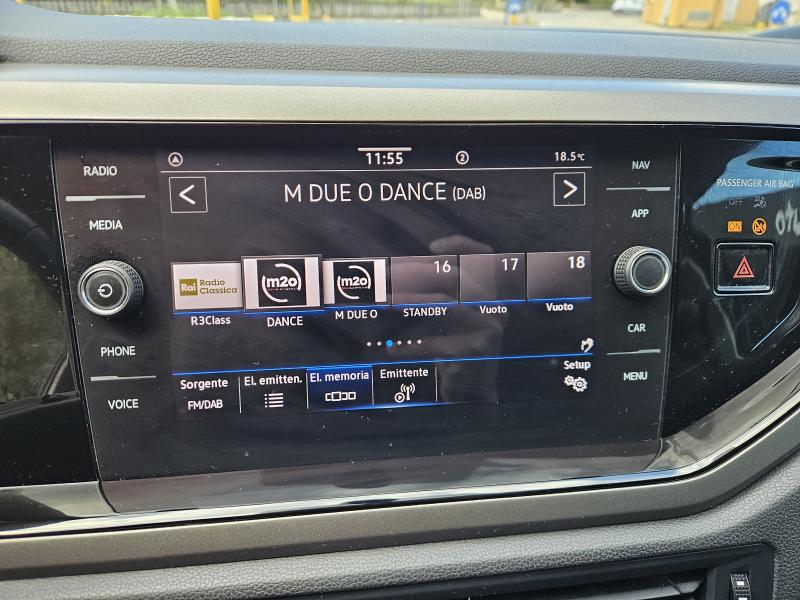 RADIO
MEDIA
PHONE
VOICE
11:55
2
18.5°C
< M DUE O DANCE (DAB) >
Rai Radio Classica
m2o
m2o
16
17
18
R3Class
DANCE
M DUE O
STANDBY
Vuoto
Vuoto
Setup
Sorgente
FM/DAB
El. emitten.
El. memoria
Emittente
NAV
APP
CAR
MENU
PASSENGER AIR BAG
OFF
ON